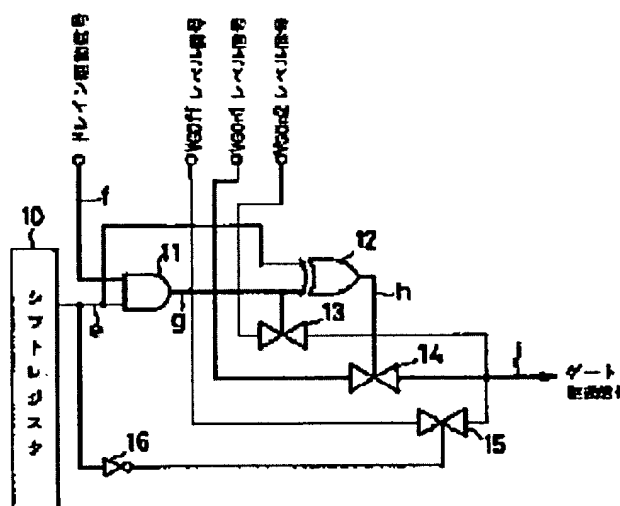 ドレイン駆動信号
VGOff レベル信号
VGOn1 レベル信号
VGOn2 レベル信号
f
10
11
12
シフトレジスタ
e
g
13
h
14
i
ゲート
駆動信号
15
16